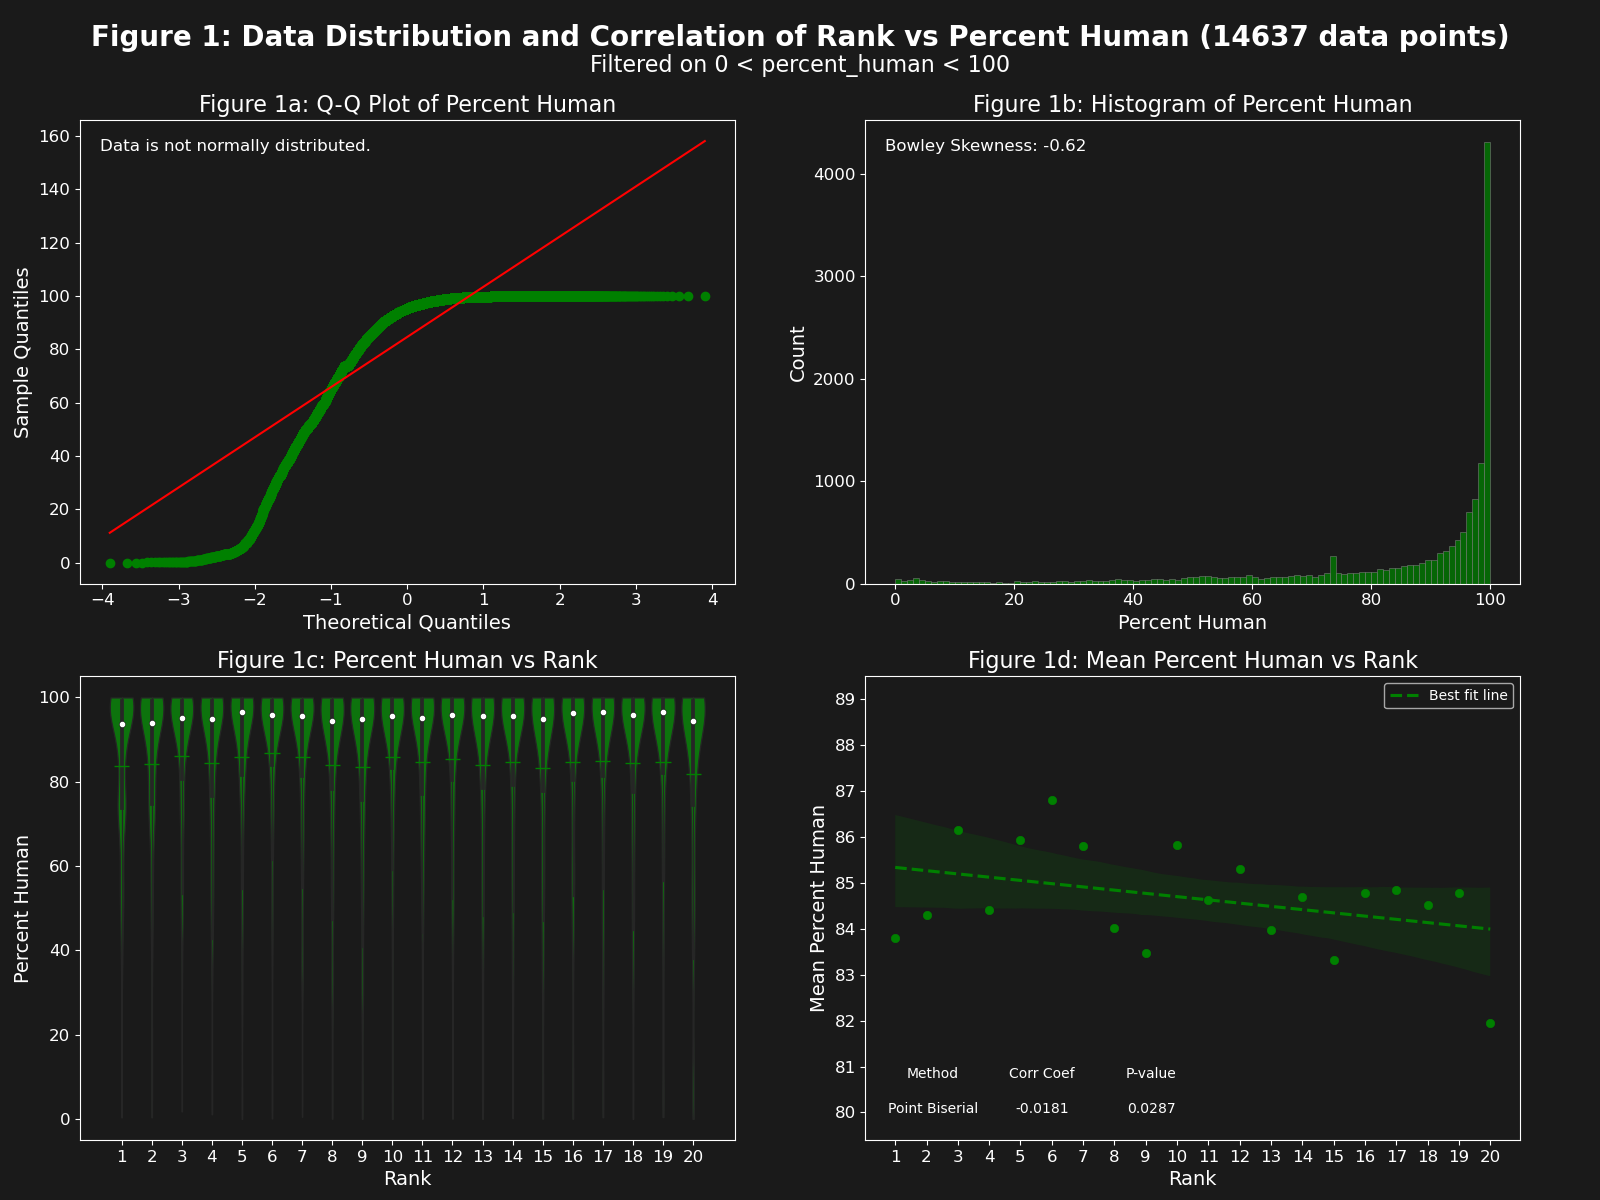 Figure 1: Data Distribution and Correlation of Rank vs Percent Human (14637 data points)
Filtered on 0 < percent_human < 100
Figure 1a: Q-Q Plot of Percent Human
Data is not normally distributed.
160
140
120
100
80
60
40
20
0
Sample Quantiles
−4 −3 −2 −1 0 1 2 3 4
Theoretical Quantiles
Figure 1b: Histogram of Percent Human
Bowley Skewness: -0.62
4000
3000
2000
1000
0
Count
0 20 40 60 80 100
Percent Human
Figure 1c: Percent Human vs Rank
100
80
60
40
20
0
Percent Human
1 2 3 4 5 6 7 8 9 10 11 12 13 14 15 16 17 18 19 20
Rank
Figure 1d: Mean Percent Human vs Rank
Best fit line
89
88
87
86
85
84
83
82
81
80
Mean Percent Human
Method Corr Coef P-value
Point Biserial -0.0181 0.0287
1 2 3 4 5 6 7 8 9 10 11 12 13 14 15 16 17 18 19 20
Rank